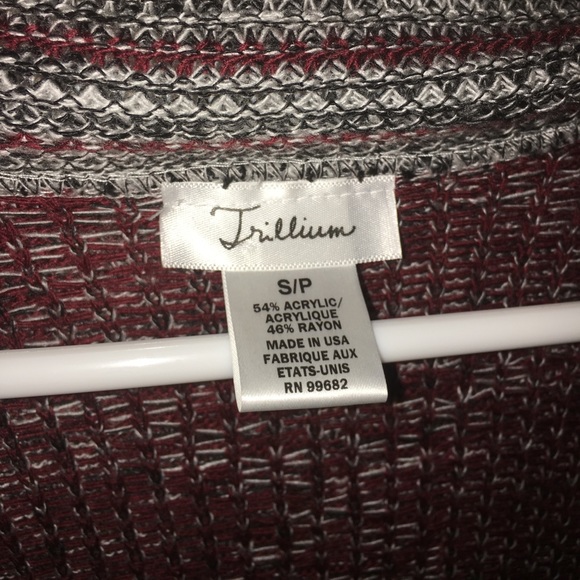 Trillium
S/P
54% ACRYLIC/
ACRYLIQUE
46% RAYON
MADE IN USA
FABRIQUE AUX
ETATS-UNIS
RN 99682